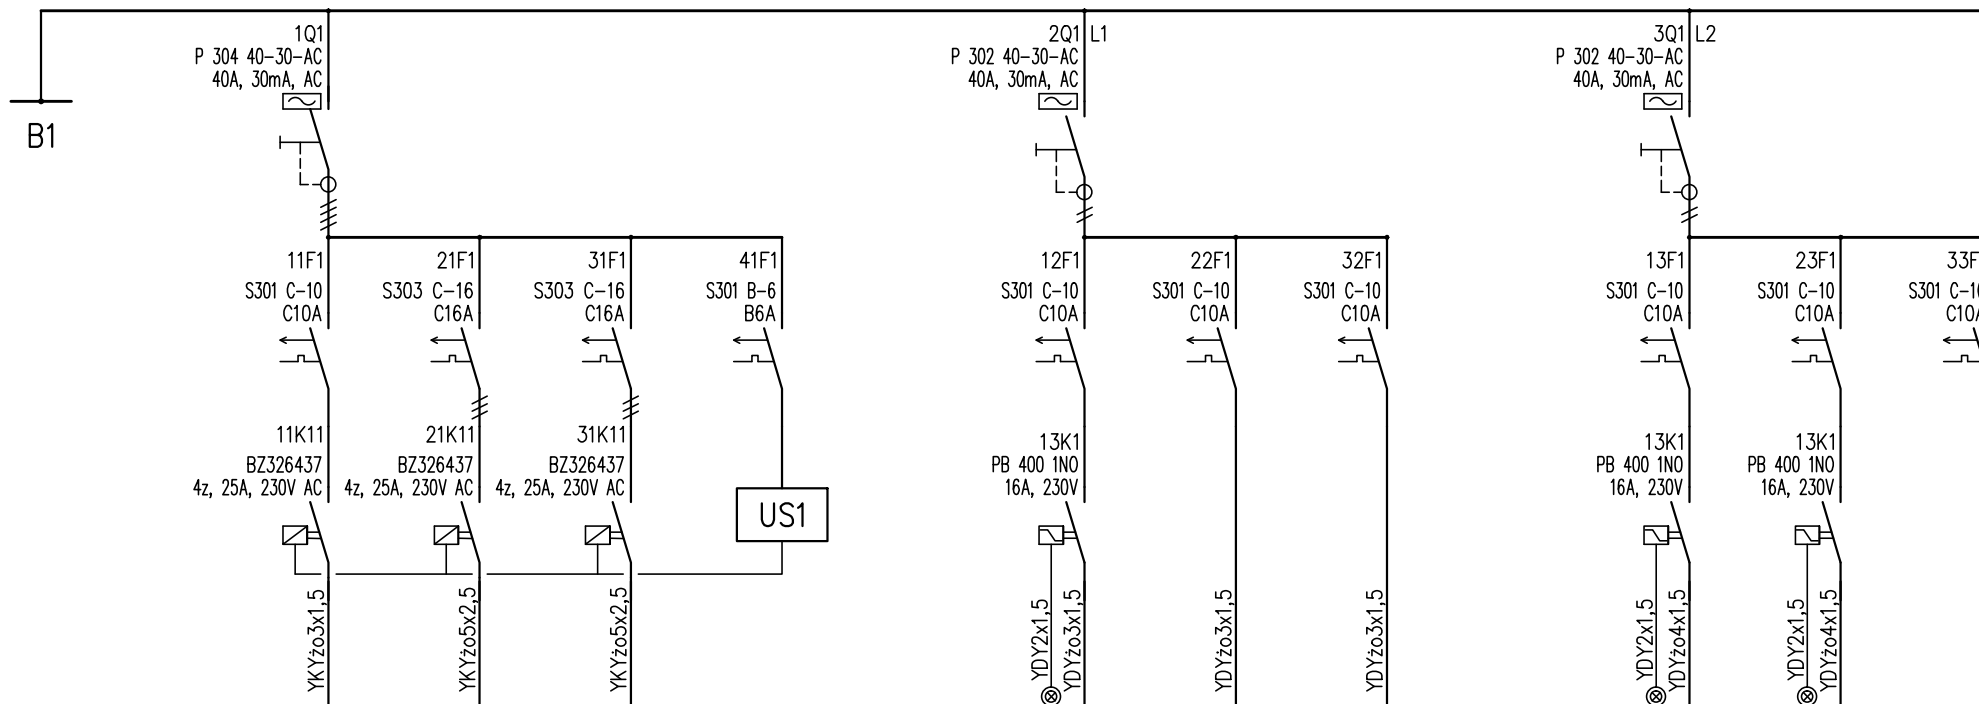 B1
1Q1
P 304 40-30-AC
40A, 30mA, AC
2Q1 L1
P 302 40-30-AC
40A, 30mA, AC
3Q1 L2
P 302 40-30-AC
40A, 30mA, AC
11F1
S301 C-10
C10A
21F1
S303 C-16
C16A
31F1
S303 C-16
C16A
41F1
S301 B-6
B6A
12F1
S301 C-10
C10A
22F1
S301 C-10
C10A
32F1
S301 C-10
C10A
13F1
S301 C-10
C10A
23F1
S301 C-10
C10A
33F
S301 C-10
C10A
11K11
BZ326437
4z, 25A, 230V AC
21K11
BZ326437
4z, 25A, 230V AC
31K11
BZ326437
4z, 25A, 230V AC
US1
13K1
PB 400 1NO
16A, 230V
13K1
PB 400 1NO
16A, 230V
13K1
PB 400 1NO
16A, 230V
YKYżo3x1,5
YKYżo5x2,5
YKYżo5x2,5
YDY2x1,5
YDYżo3x1,5
YDYżo3x1,5
YDYżo3x1,5
YDY2x1,5
YDYżo4x1,5
YDY2x1,5
YDYżo4x1,5